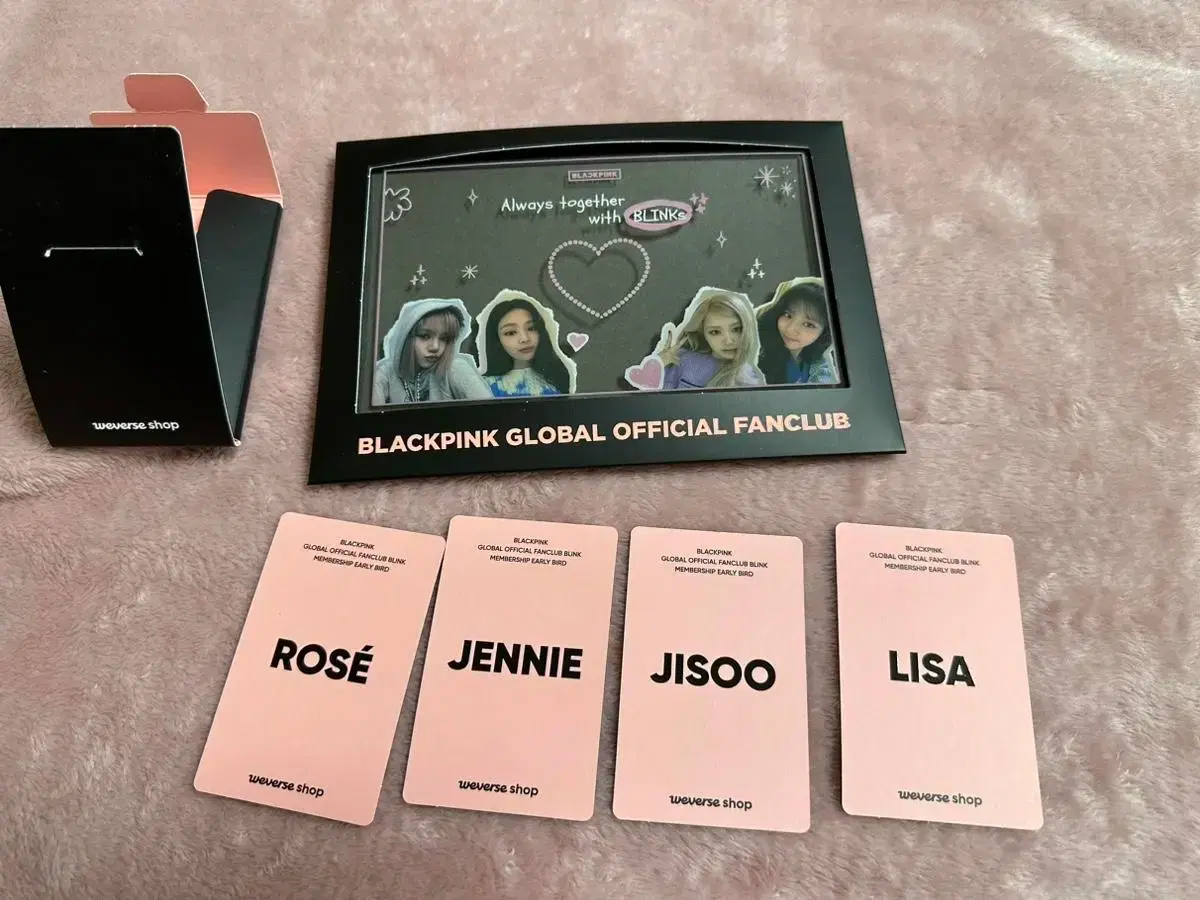 weverse shop
BLACKPINK
Always together
with BLINKs
BLACKPINK GLOBAL OFFICIAL FANCLUB
BLACKPINK
GLOBAL OFFICIAL FANCLUB BLINK
MEMBERSHIP EARLY BIRD
ROSÉ
weverse shop
BLACKPINK
GLOBAL OFFICIAL FANCLUB BLINK
MEMBERSHIP EARLY BIRD
JENNIE
weverse shop
BLACKPINK
GLOBAL OFFICIAL FANCLUB BLINK
MEMBERSHIP EARLY BIRD
JISOO
weverse shop
BLACKPINK
GLOBAL OFFICIAL FANCLUB BLINK
MEMBERSHIP EARLY BIRD
LISA
weverse shop